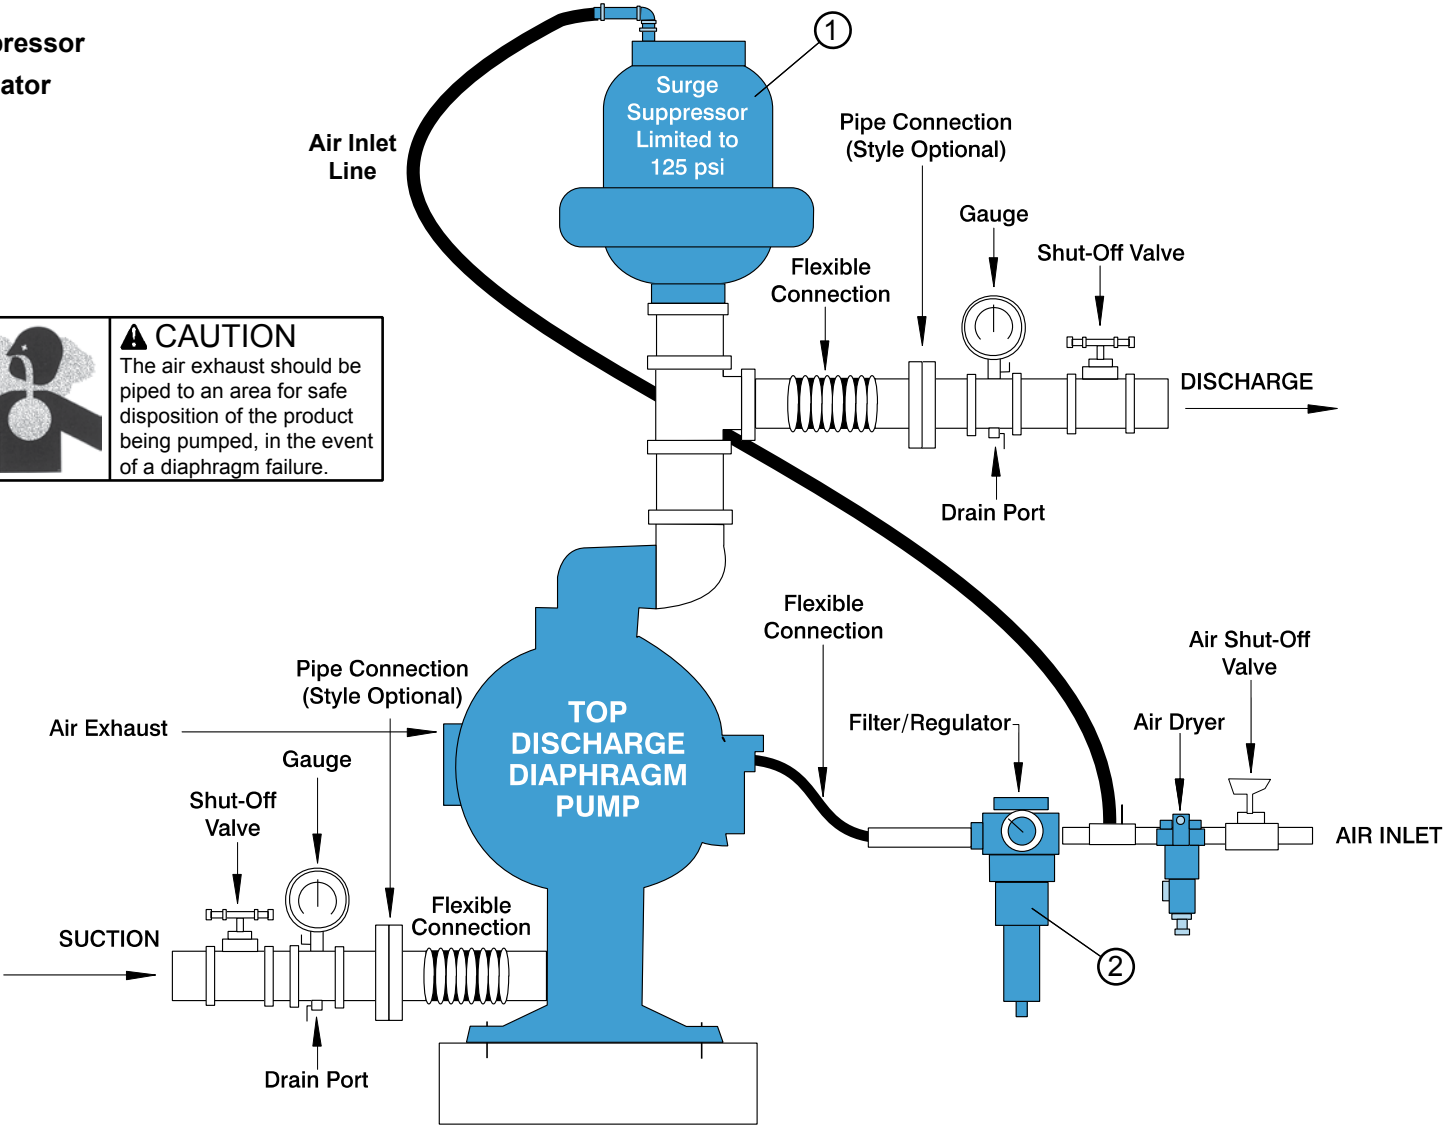 pressor
ator
1
Surge
Suppressor
Limited to
125 psi
Air Inlet
Line
Pipe Connection
(Style Optional)
Gauge
Shut-Off Valve
Flexible
Connection
DISCHARGE
Drain Port
CAUTION
The air exhaust should be
piped to an area for safe
disposition of the product
being pumped, in the event
of a diaphragm failure.
Flexible
Connection
Air Shut-Off
Valve
Pipe Connection
(Style Optional)
Air Exhaust
TOP
DISCHARGE
DIAPHRAGM
PUMP
Filter/Regulator
Air Dryer
Gauge
Shut-Off
Valve
AIR INLET
Flexible
Connection
SUCTION
2
Drain Port